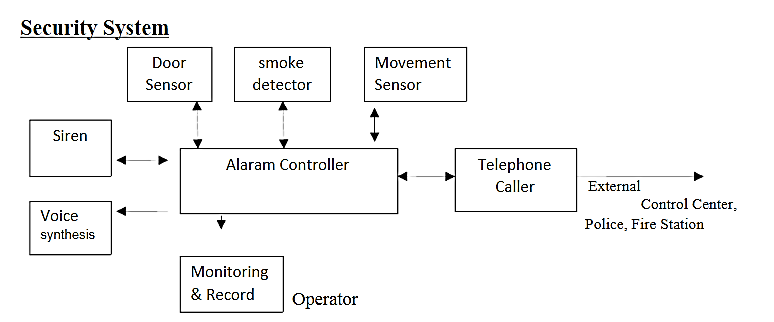 Security System
Door
Sensor
smoke
detector
Movement
Sensor
Siren
Alaram Controller
Telephone
Caller
External
Control Center,
Police, Fire Station
Voice
synthesis
Monitoring
& Record
Operator